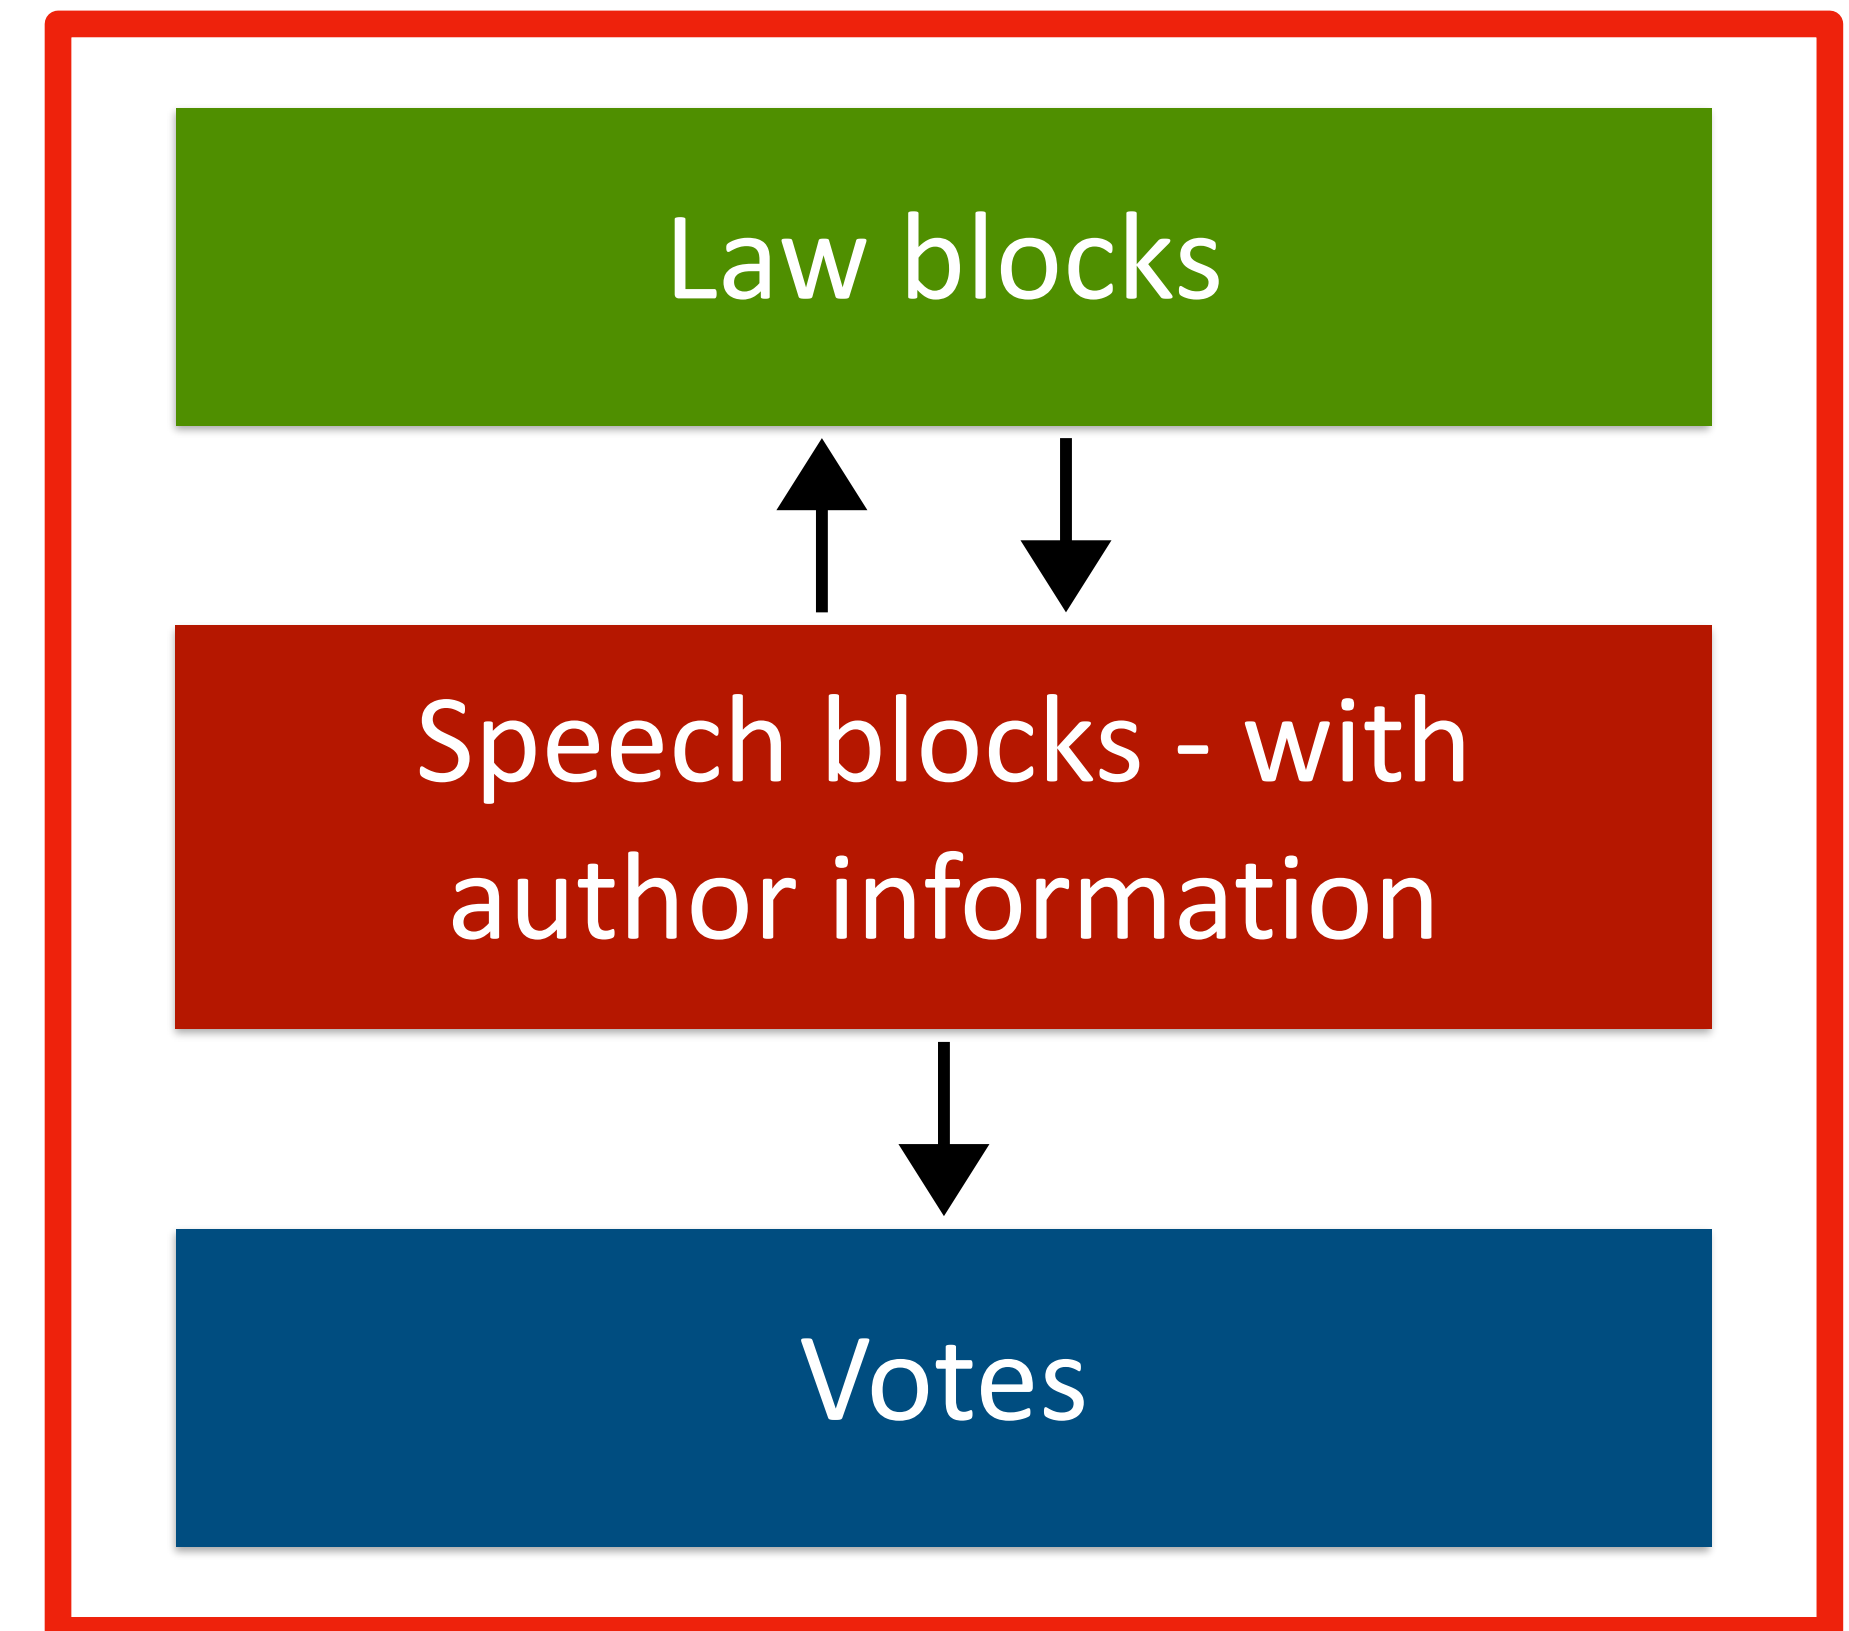 Law blocks
Speech blocks - with
author information
Votes